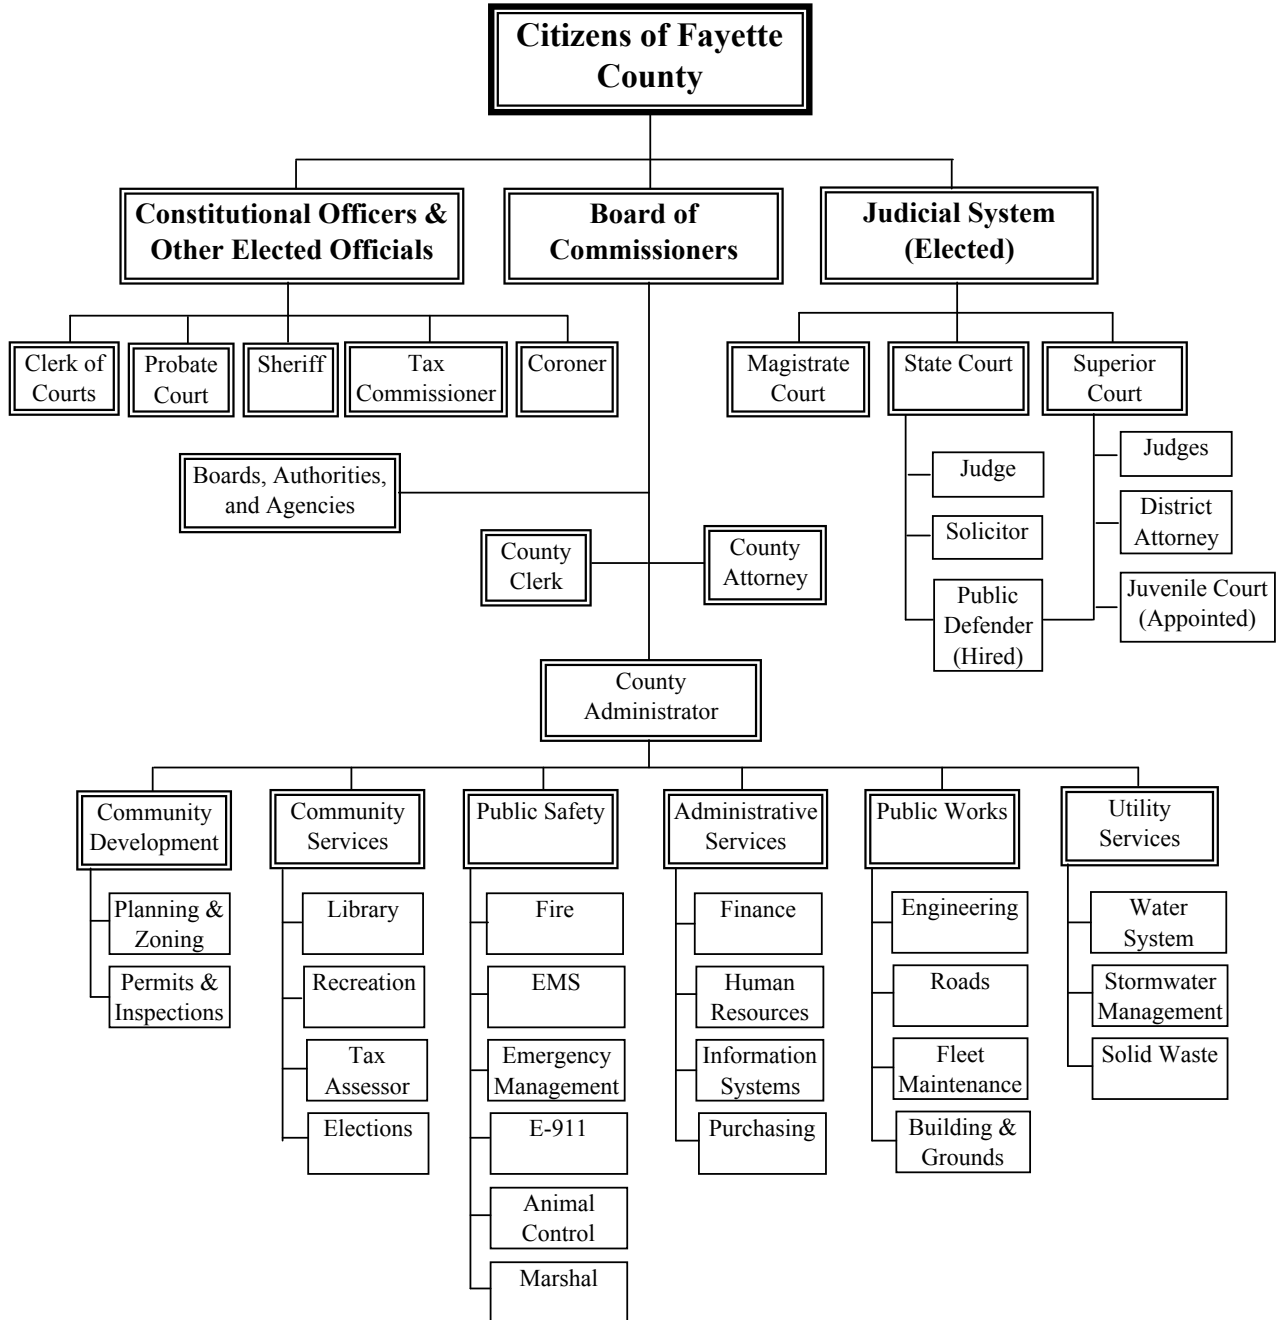 Citizens of Fayette
County
Constitutional Officers &
Other Elected Officials
Board of
Commissioners
Judicial System
(Elected)
Clerk of
Courts
Probate
Court
Sheriff
Tax
Commissioner
Coroner
Magistrate
Court
State Court
Superior
Court
Judge
Solicitor
Public
Defender
(Hired)
Judges
District
Attorney
Juvenile Court
(Appointed)
Boards, Authorities,
and Agencies
County
Clerk
County
Attorney
County
Administrator
Community
Development
Planning &
Zoning
Permits &
Inspections
Community
Services
Library
Recreation
Tax
Assessor
Elections
Public Safety
Fire
EMS
Emergency
Management
E-911
Animal
Control
Marshal
Administrative
Services
Finance
Human
Resources
Information
Systems
Purchasing
Public Works
Engineering
Roads
Fleet
Maintenance
Building &
Grounds
Utility
Services
Water
System
Stormwater
Management
Solid Waste